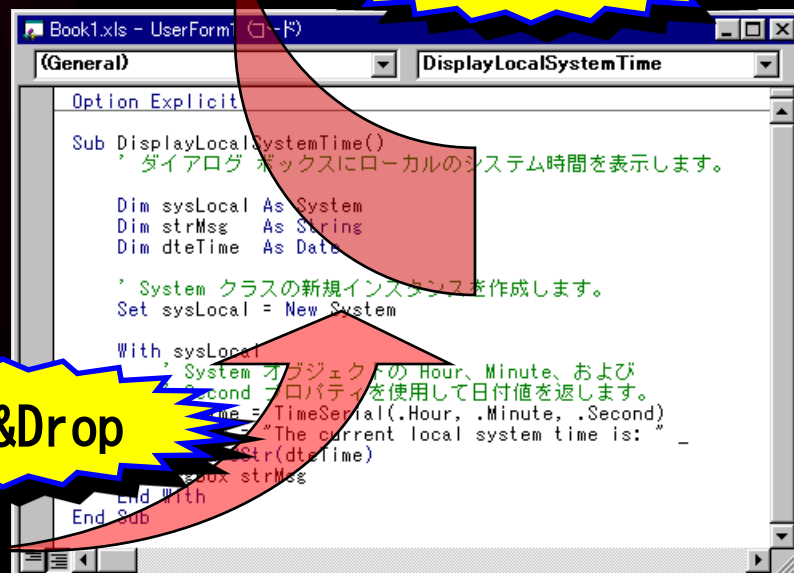 Book1.xls - UserForm1 (コード)
(General) DisplayLocalSystemTime
Option Explicit
Sub DisplayLocalSystemTime()
' ダイアログ ボックスにローカルのシステム時間を表示します。
Dim sysLocal As System
Dim strMsg As String
Dim dteTime As Date
' System クラスの新規インスタンスを作成します。
Set sysLocal = New System
With sysLocal
' System オブジェクトの Hour、Minute、および
Second プロパティを使用して日付値を返します。
me = TimeSerial(.Hour, .Minute, .Second)
= "The current local system time is: " _
Str(dteTime)
&Drop
box strMsg
End With
End Sub